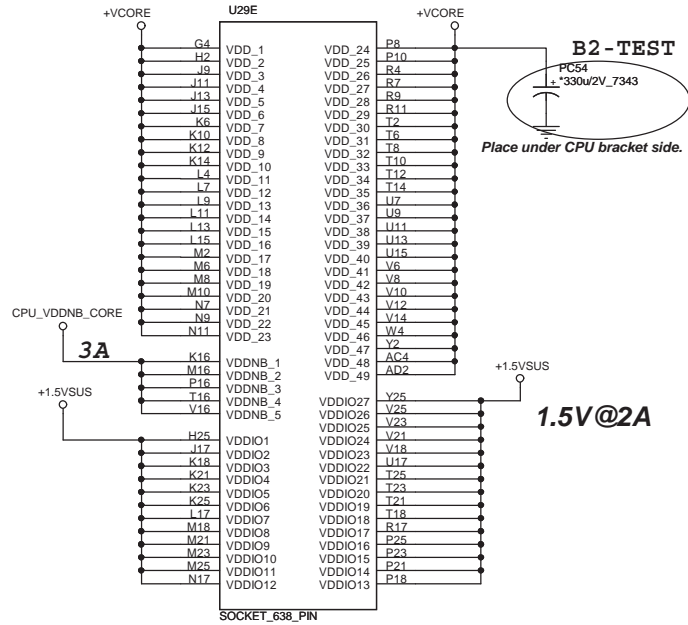 U29E
+VCORE
+VCORE
B2-TEST
PC54
+
*330u/2V_7343
Place under CPU bracket side.
G4 VDD_1
H2 VDD_2
J9 VDD_3
J11 VDD_4
J13 VDD_5
J15 VDD_6
K6 VDD_7
K10 VDD_8
K12 VDD_9
K14 VDD_10
L4 VDD_11
L7 VDD_12
L9 VDD_13
L11 VDD_14
L13 VDD_15
L15 VDD_16
M2 VDD_17
M6 VDD_18
M8 VDD_19
M10 VDD_20
N7 VDD_21
N9 VDD_22
N11 VDD_23
CPU_VDDNB_CORE
3A
K16 VDDNB_1
M16 VDDNB_2
P16 VDDNB_3
T16 VDDNB_4
V16 VDDNB_5
+1.5VSUS
H25 VDDIO1
J17 VDDIO2
K18 VDDIO3
K21 VDDIO4
K23 VDDIO5
K25 VDDIO6
L17 VDDIO7
M18 VDDIO8
M21 VDDIO9
M23 VDDIO10
M25 VDDIO11
N17 VDDIO12
VDD_24 P8
VDD_25 P10
VDD_26 R4
VDD_27 R7
VDD_28 R9
VDD_29 R11
VDD_30 T2
VDD_31 T6
VDD_32 T8
VDD_33 T10
VDD_34 T12
VDD_35 T14
VDD_36 U7
VDD_37 U9
VDD_38 U11
VDD_39 U13
VDD_40 U15
VDD_41 V6
VDD_42 V8
VDD_43 V10
VDD_44 V12
VDD_45 V14
VDD_46 W4
VDD_47 Y2
VDD_48 AC4
VDD_49 AD2
+1.5VSUS
1.5V@2A
VDDIO27 Y25
VDDIO26 V25
VDDIO25 V23
VDDIO24 V21
VDDIO23 V18
VDDIO22 U17
VDDIO21 T25
VDDIO20 T23
VDDIO19 T21
VDDIO18 T18
VDDIO17 R17
VDDIO16 P25
VDDIO15 P23
VDDIO14 P21
VDDIO13 P18
SOCKET_638_PIN